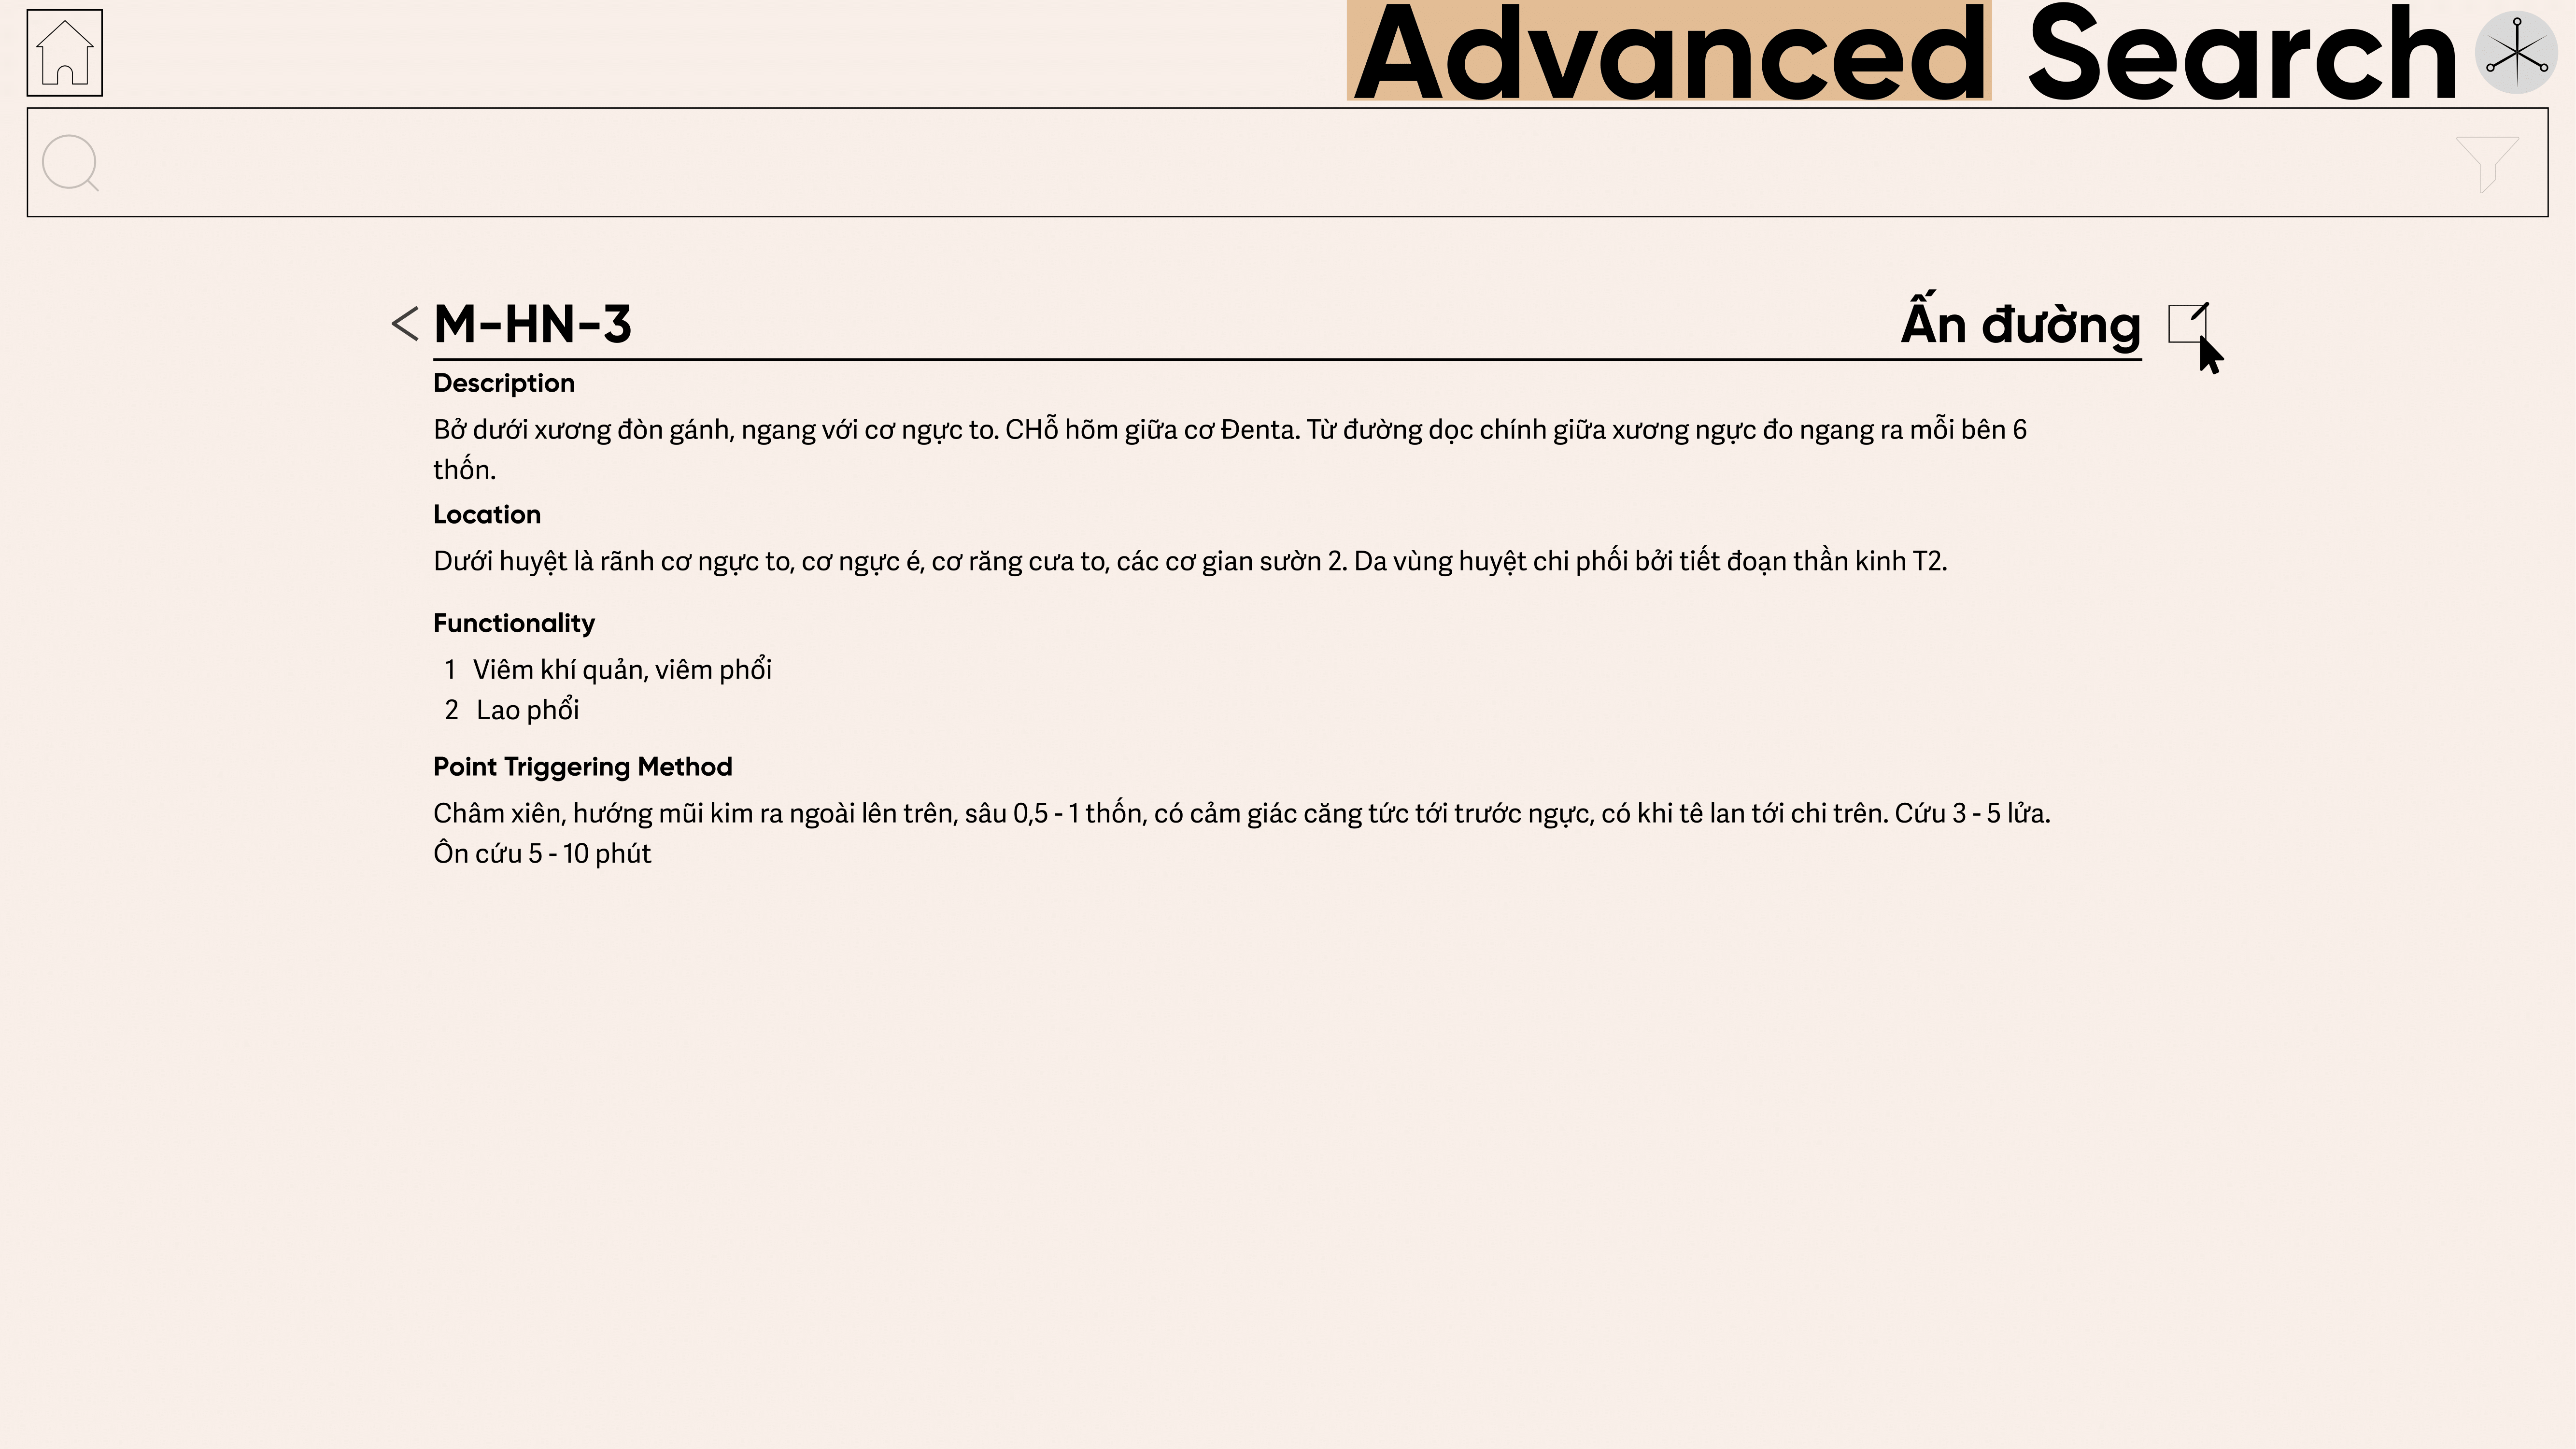 Advanced Search
M-HN-3
Ấn đường
Description
Bở dưới xương đòn gánh, ngang với cơ ngực to. CHỗ hõm giữa cơ Đenta. Từ đường dọc chính giữa xương ngực đo ngang ra mỗi bên 6
thốn.
Location
Dưới huyệt là rãnh cơ ngực to, cơ ngực é, cơ răng cưa to, các cơ gian sườn 2. Da vùng huyệt chi phối bởi tiết đoạn thần kinh T2.
Functionality
1 Viêm khí quản, viêm phổi
2 Lao phổi
Point Triggering Method
Châm xiên, hướng mũi kim ra ngoài lên trên, sâu 0,5 - 1 thốn, có cảm giác căng tức tới trước ngực, có khi tê lan tới chi trên. Cứu 3 - 5 lửa.
Ôn cứu 5 - 10 phút